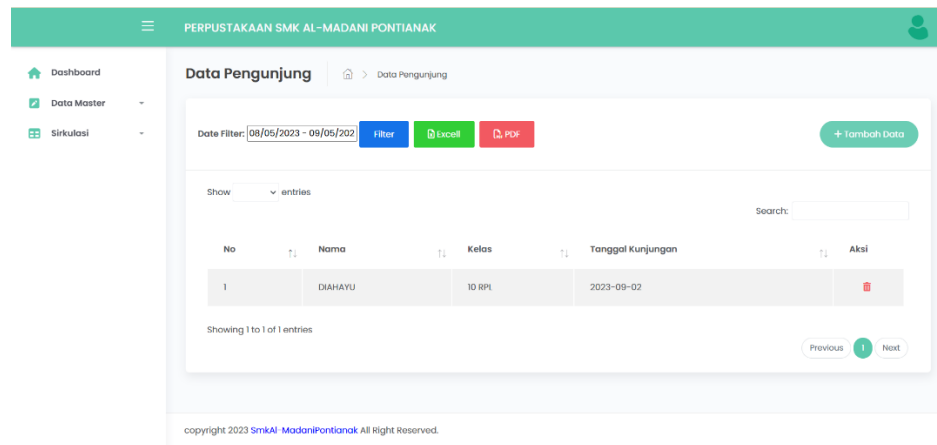 PERPUSTAKAAN SMK AL-MADANI PONTIANAK
Dashboard
Data Master
Sirkulasi
Data Pengunjung > Data Pengunjung
Date Filter: 08/05/2023 - 09/05/202 Filter Excell PDF + Tambah Data
Show entries
Search:
No Nama Kelas Tanggal Kunjungan Aksi
1 DIAHAYU 10 RPL 2023-09-02
Showing 1 to 1 of 1 entries
Previous 1 Next
copyright 2023 SmkAl-MadaniPontianak All Right Reserved.